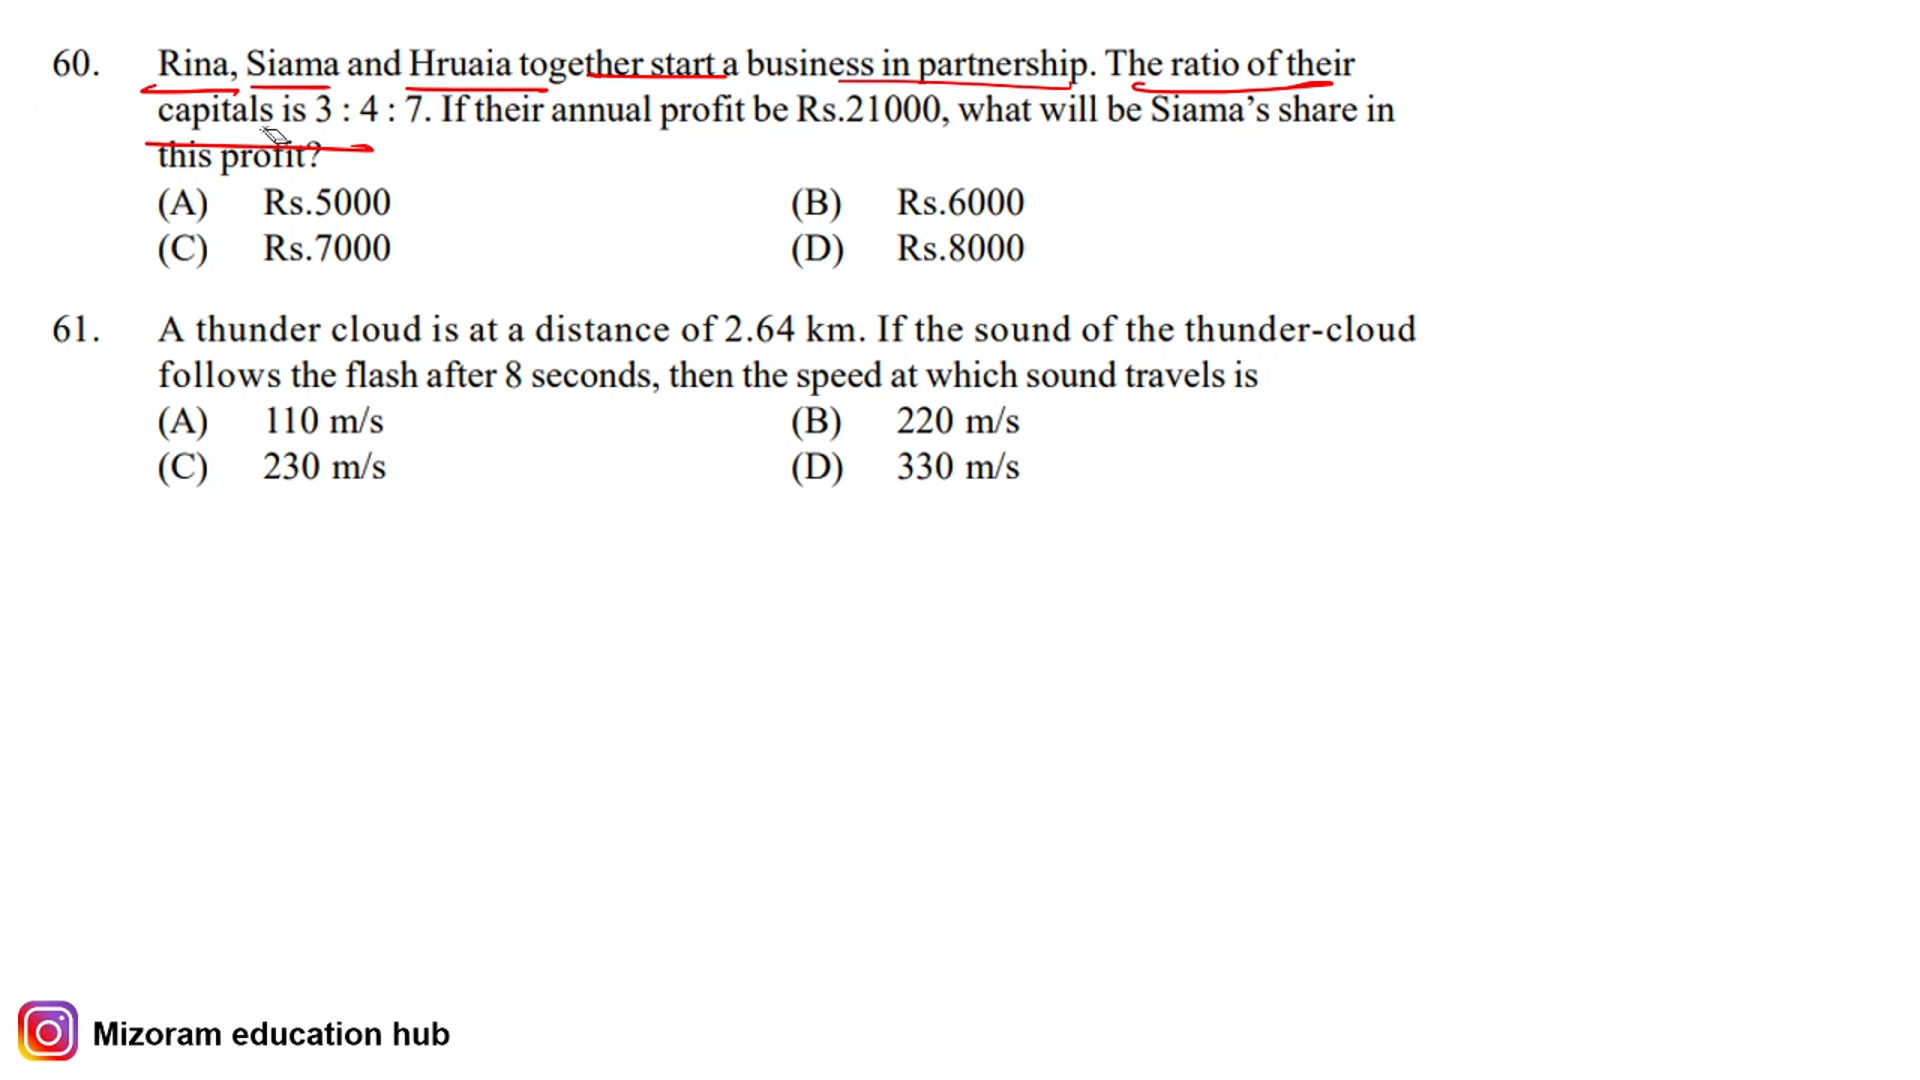 60. Rina, Siama and Hruaia together start a business in partnership. The ratio of their
capitals is 3 : 4 : 7. If their annual profit be Rs.21000, what will be Siama’s share in
this profit?
(A) Rs.5000 (B) Rs.6000
(C) Rs.7000 (D) Rs.8000
61. A thunder cloud is at a distance of 2.64 km. If the sound of the thunder-cloud
follows the flash after 8 seconds, then the speed at which sound travels is
(A) 110 m/s (B) 220 m/s
(C) 230 m/s (D) 330 m/s
Mizoram education hub